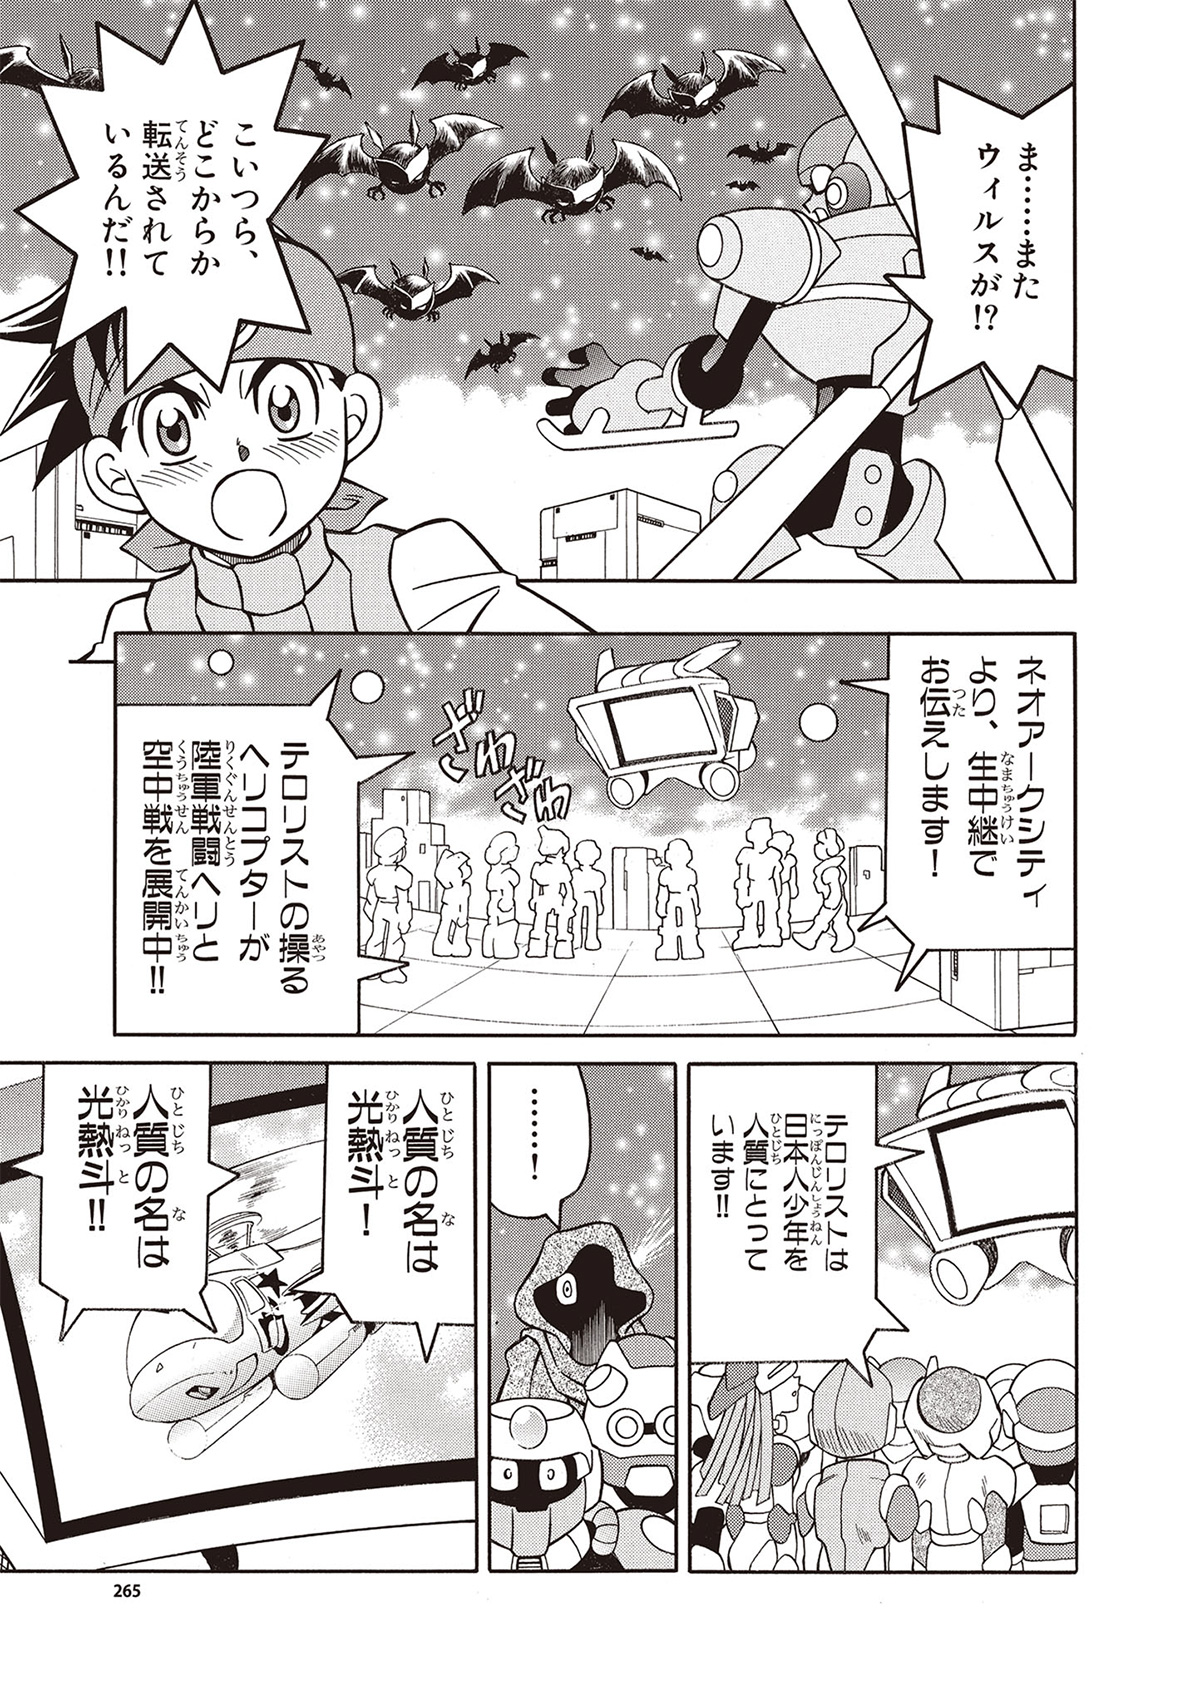 ま……また
ウィルスが!?
こいつら、
どこからか
転送されて
いるんだ!!
ネオアークシティ
より、生中継で
お伝えします!
ざわ
ざわ
テロリストの操る
ヘリコプターが
陸軍戦闘ヘリと
空中戦を展開中!!
テロリストは
日本人少年を
人質にとって
います!!
……!
人質の名は
光熱斗!
人質の名は
光熱斗!!
265